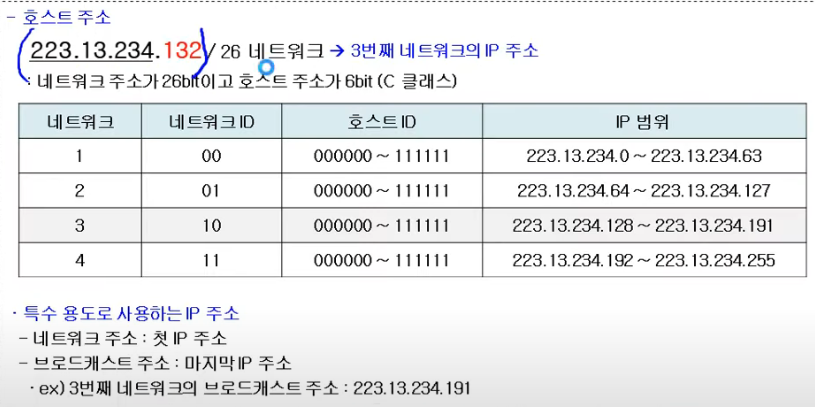 - 호스트 주소
223.13.234.132 / 26 네트워크 → 3번째 네트워크의 IP 주소
: 네트워크 주소가 26bit이고 호스트 주소가 6bit (C 클래스)
네트워크 네트워크 ID 호스트 ID IP 범위
1 00 000000 ~ 111111 223.13.234.0 ~ 223.13.234.63
2 01 000000 ~ 111111 223.13.234.64 ~ 223.13.234.127
3 10 000000 ~ 111111 223.13.234.128 ~ 223.13.234.191
4 11 000000 ~ 111111 223.13.234.192 ~ 223.13.234.255
· 특수 용도로 사용하는 IP 주소
- 네트워크 주소 : 첫 IP 주소
- 브로드캐스트 주소 : 마지막 IP 주소
· ex) 3번째 네트워크의 브로드캐스트 주소 : 223.13.234.191